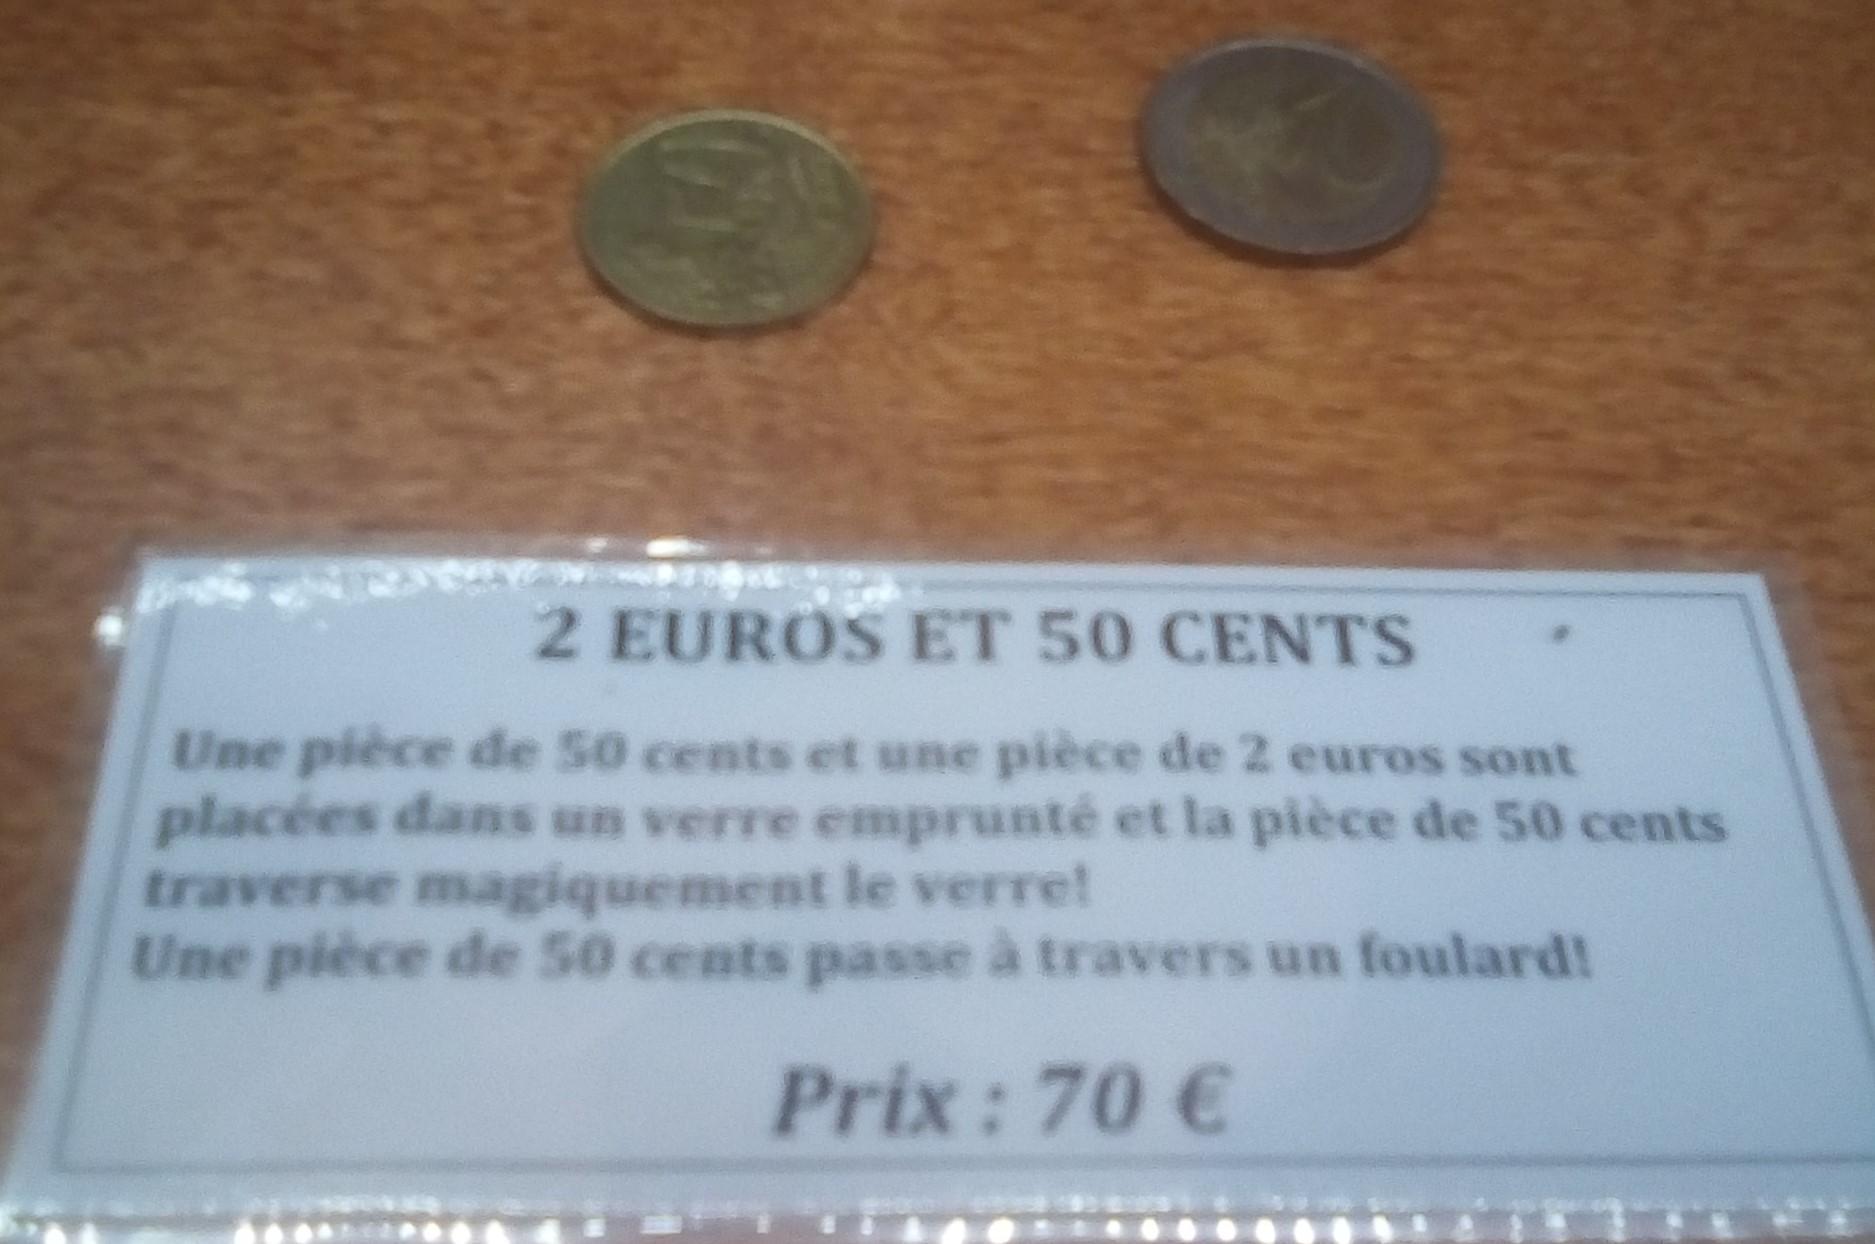 2 EUROS ET 50 CENTS
Une pièce de 50 cents et une pièce de 2 euros sont
placées dans un verre emprunté et la pièce de 50 cents
traverse magiquement le verre!
Une pièce de 50 cents passe à travers un foulard!
Prix : 70 €